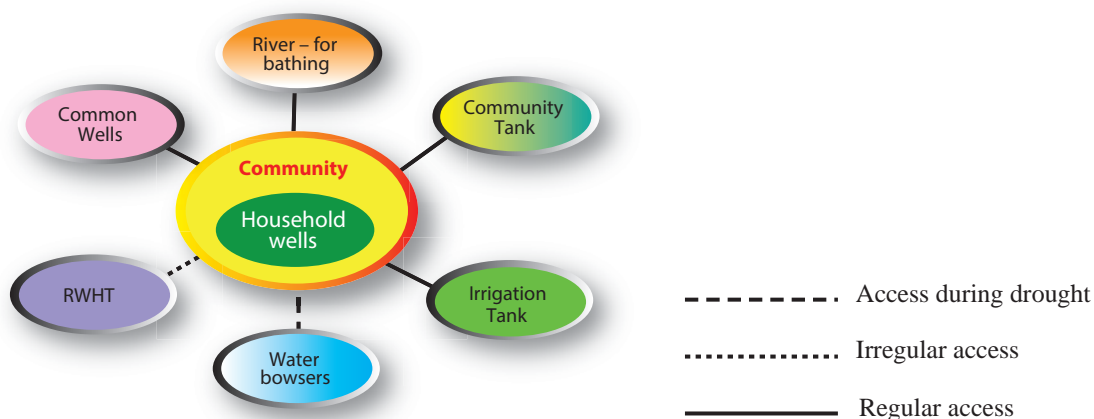 River – for
bathing
Common
Wells
Community
Tank
Community
Household
wells
RWHT
Irrigation
Tank
Water
bowsers
Access during drought
Irregular access
Regular access